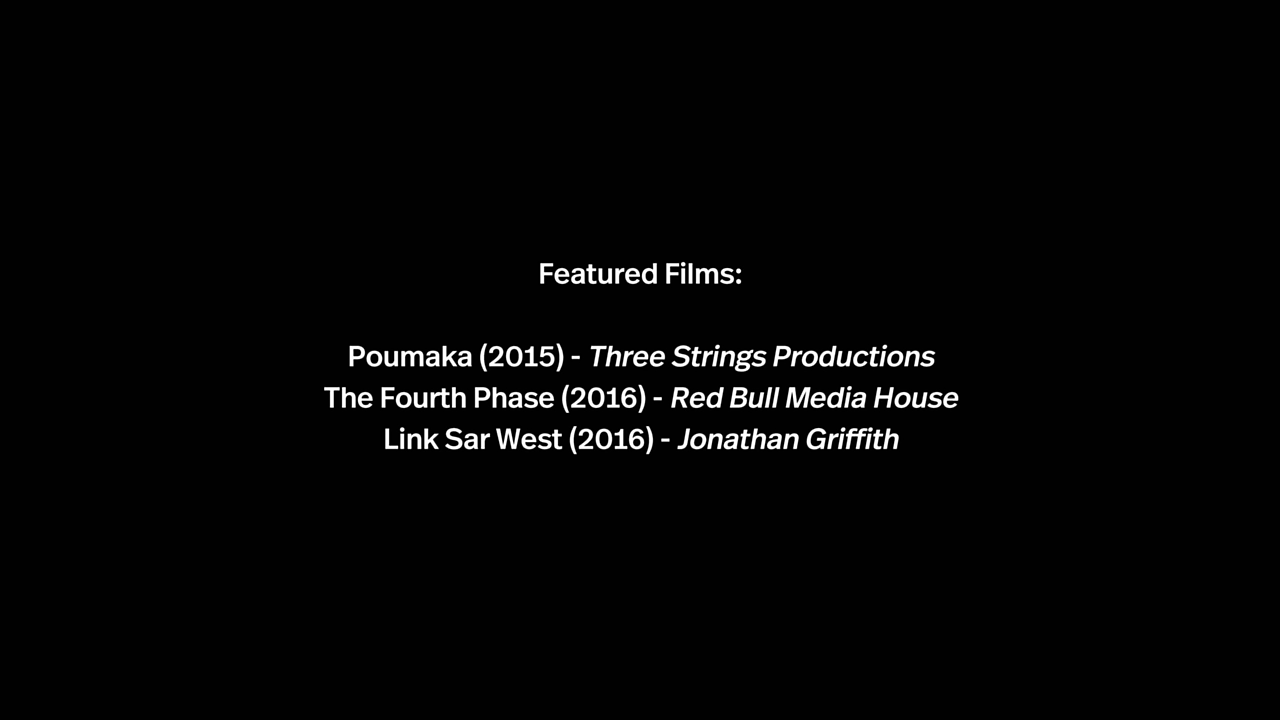 Featured Films:
Poumaka (2015) - Three Strings Productions
The Fourth Phase (2016) - Red Bull Media House
Link Sar West (2016) - Jonathan Griffith